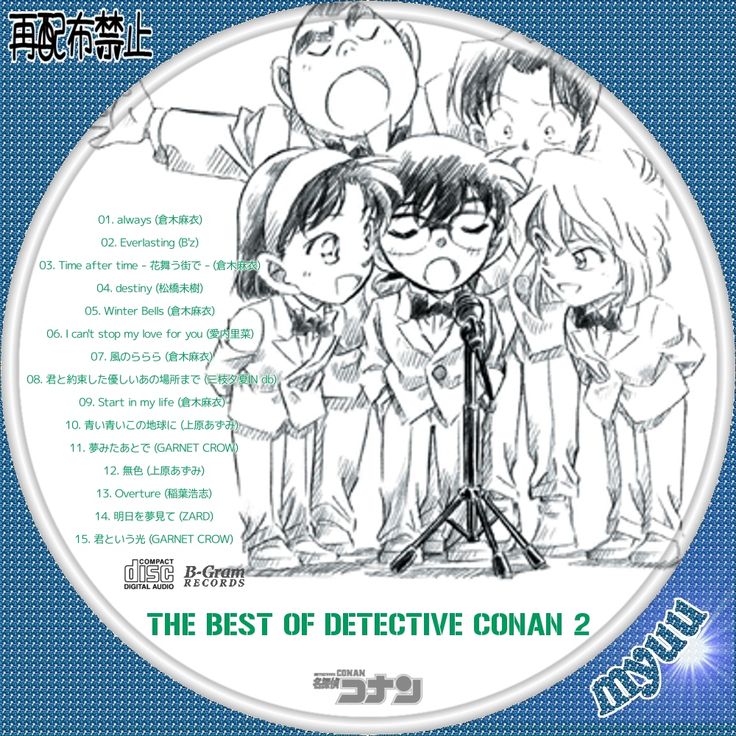 再配布禁止
01. always (倉木麻衣)
02. Everlasting (B'z)
03. Time after time - 花舞う街で - (倉木麻衣)
04. destiny (松橋未樹)
05. Winter Bells (倉木麻衣)
06. I can't stop my love for you (愛内里菜)
07. 風のららら (倉木麻衣)
08. 君と約束した優しいあの場所まで (三枝夕夏IN db)
09. Start in my life (倉木麻衣)
10. 青い青いこの地球に (上原あずみ)
11. 夢みたあとで (GARNET CROW)
12. 無色 (上原あずみ)
13. Overture (稲葉浩志)
14. 明日を夢見て (ZARD)
15. 君という光 (GARNET CROW)
COMPACT
disc
DIGITAL AUDIO
B-Gram
RECORDS
THE BEST OF DETECTIVE CONAN 2
DETECTIVE CONAN
名探偵コナン
myuu